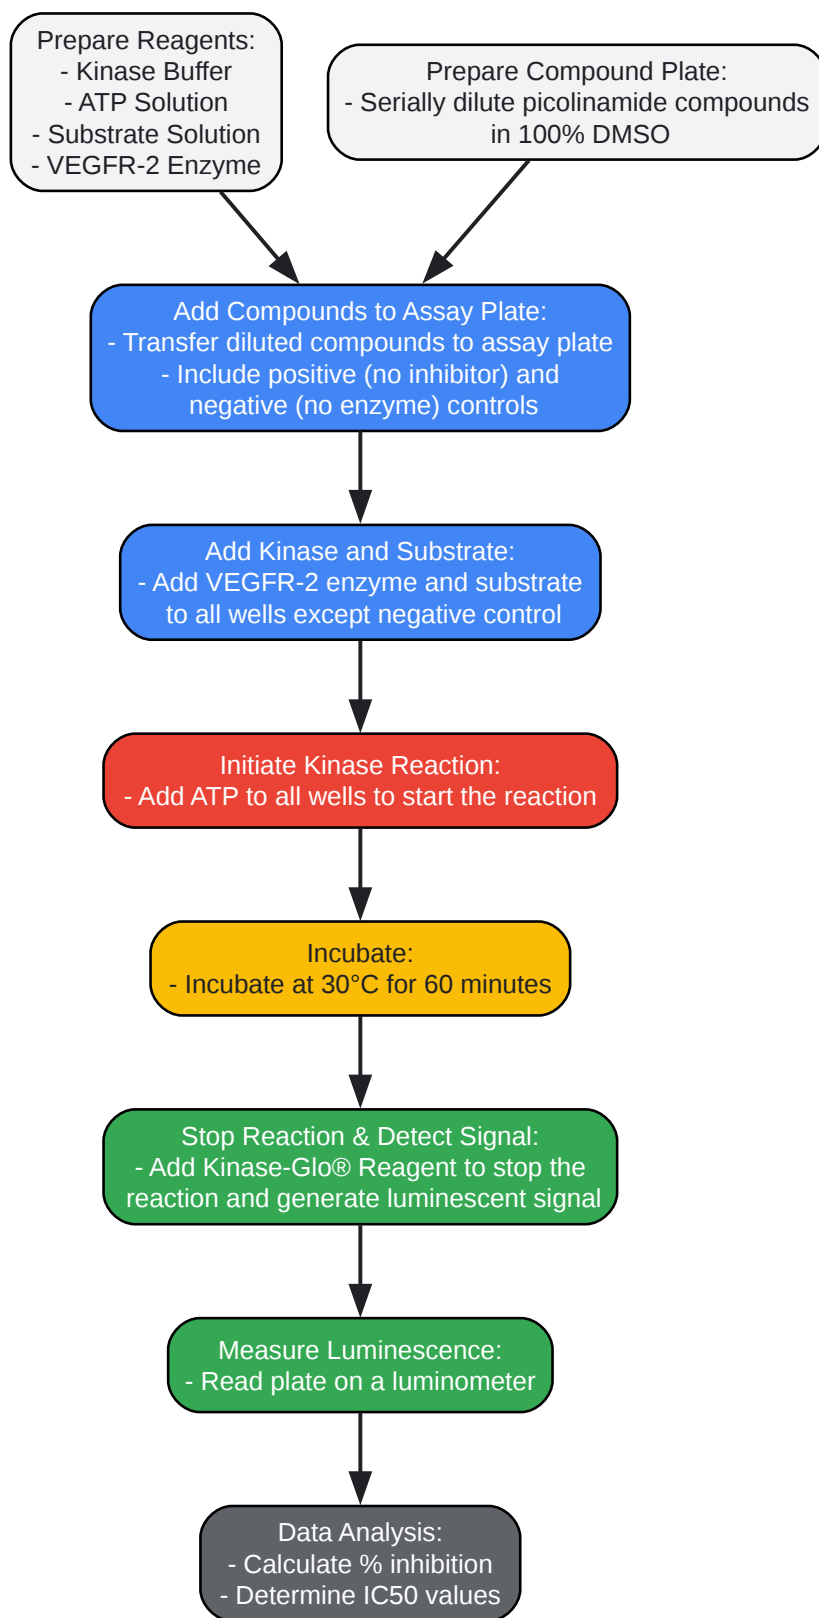 Prepare Reagents:
- Kinase Buffer
- ATP Solution
- Substrate Solution
- VEGFR-2 Enzyme
Prepare Compound Plate:
- Serially dilute picolinamide compounds
in 100% DMSO
Add Compounds to Assay Plate:
- Transfer diluted compounds to assay plate
- Include positive (no inhibitor) and
negative (no enzyme) controls
Add Kinase and Substrate:
- Add VEGFR-2 enzyme and substrate
to all wells except negative control
Initiate Kinase Reaction:
- Add ATP to all wells to start the reaction
Incubate:
- Incubate at 30°C for 60 minutes
Stop Reaction & Detect Signal:
- Add Kinase-Glo® Reagent to stop the
reaction and generate luminescent signal
Measure Luminescence:
- Read plate on a luminometer
Data Analysis:
- Calculate % inhibition
- Determine IC50 values